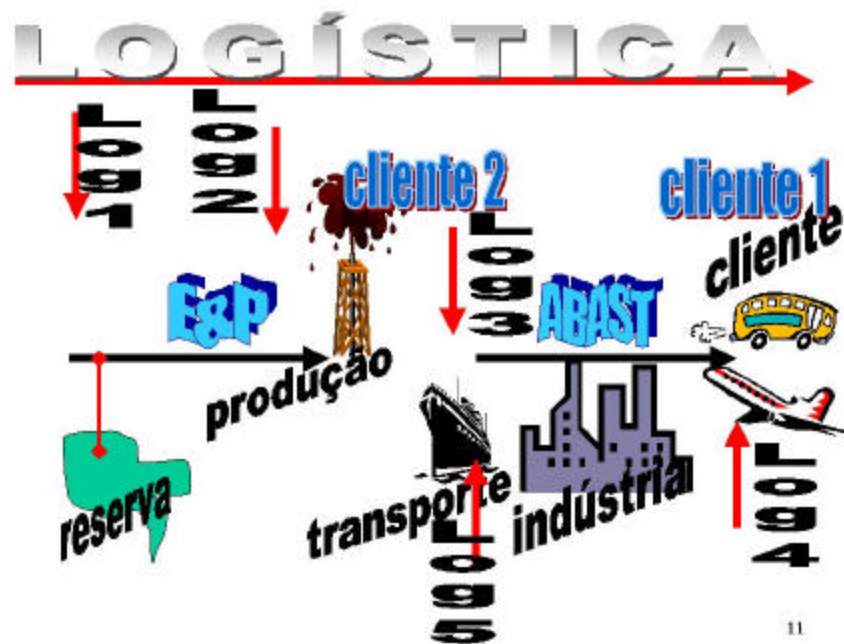 LOGÍSTICA
Log1
Log2
cliente 2
cliente 1
cliente
Log3
E&P
ABAST
produção
reserva
transporte
indústria
Log5
Log4
11